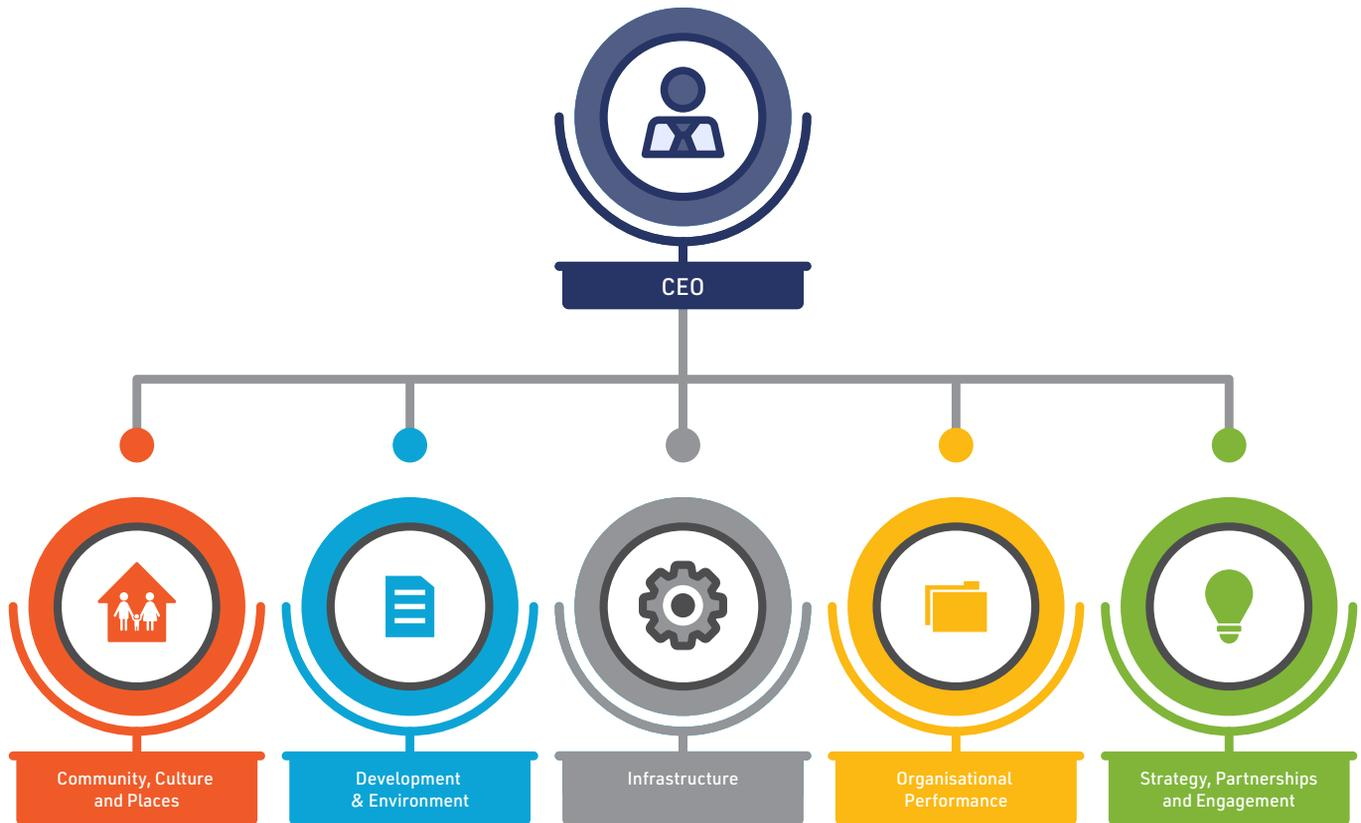 CEO
Community, Culture
and Places
Development
& Environment
Infrastructure
Organisational
Performance
Strategy, Partnerships
and Engagement